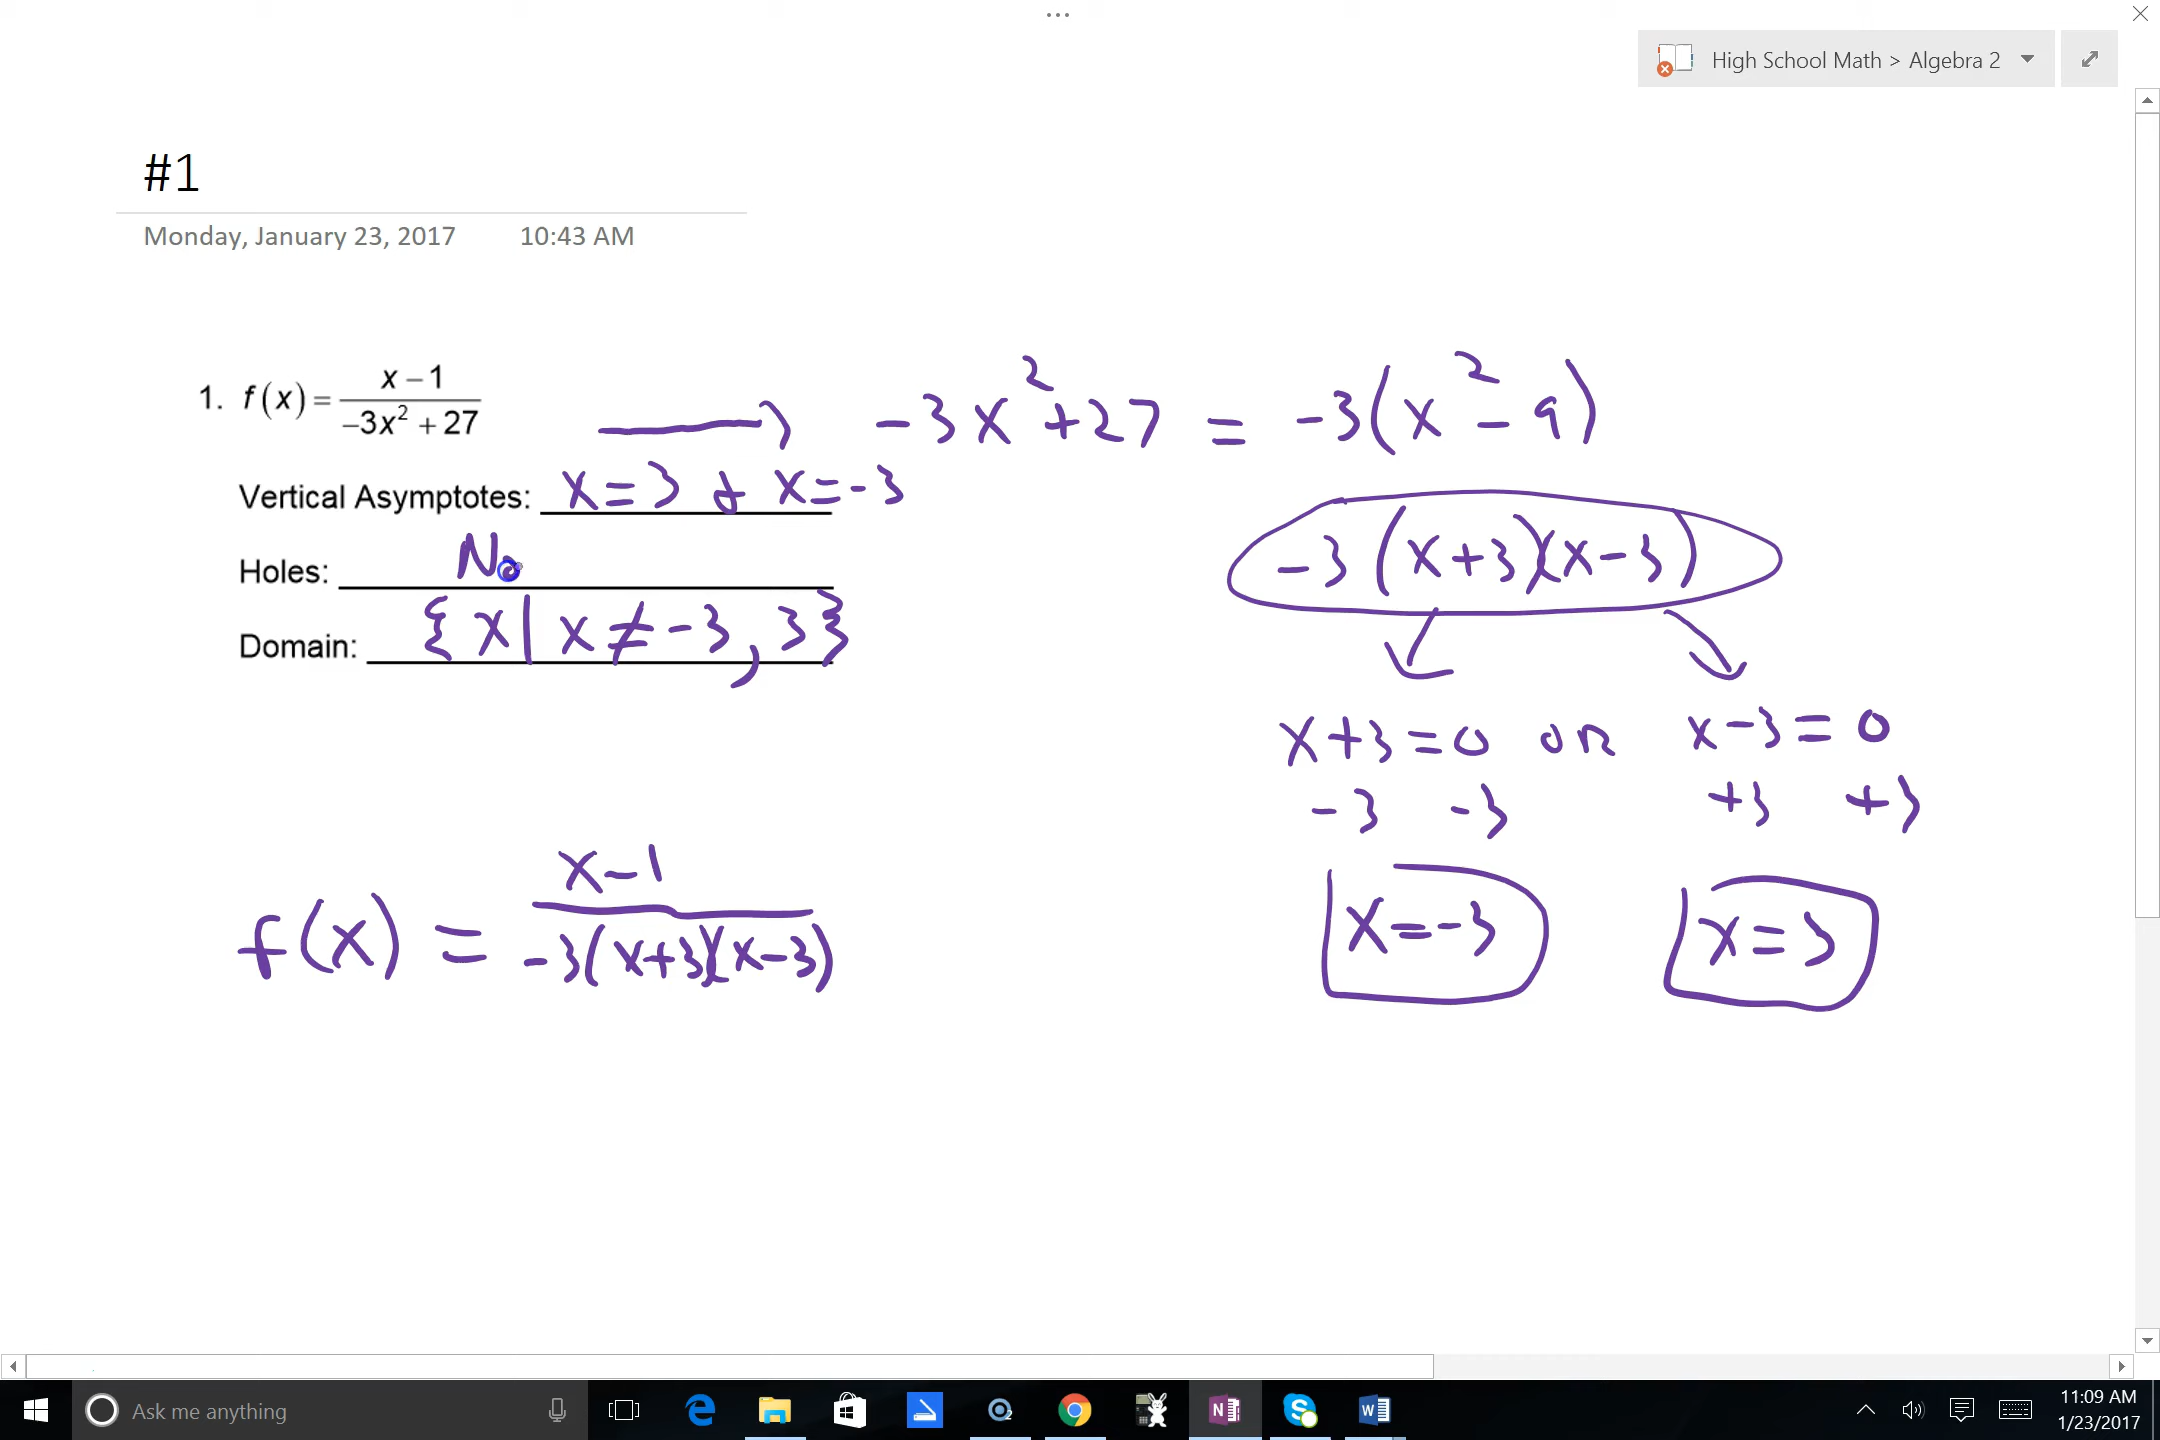 High School Math > Algebra 2
#1
Monday, January 23, 2017 10:43 AM
1. f(x) = (x – 1)/(–3x² + 27)
-3x²+27 = -3(x²-9)
Vertical Asymptotes: x=3 & x=-3
-3(x+3)(x-3)
Holes: No
Domain: {x| x≠-3, 3}
x+3=0 or x-3=0
-3 -3 +3 +3
f(x) = (x-1)/(-3(x+3)(x-3))
x=-3 x=3
Ask me anything
11:09 AM
1/23/2017